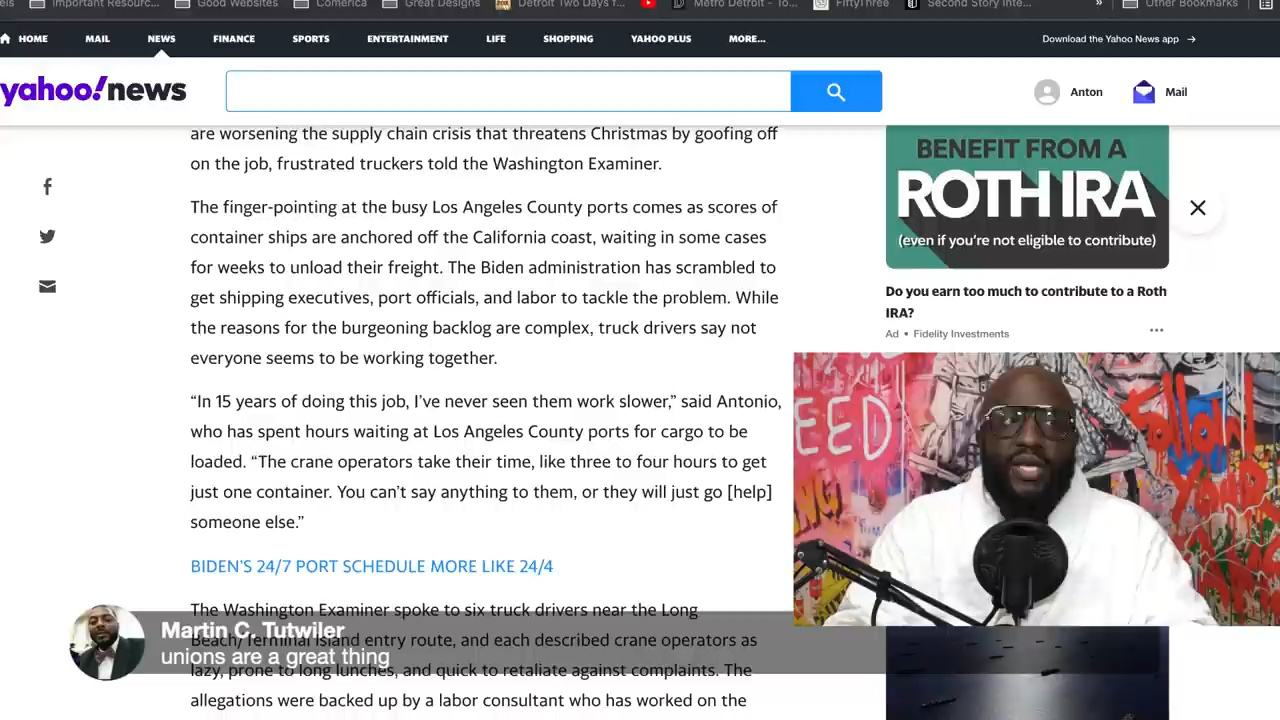 Important Resourc...
Good Websites
Comerica
Great Designs
Detroit Two Days f...
Metro Detroit - To...
FiftyThree
Second Story Inte...
»
Other Bookmarks
HOME
MAIL
NEWS
FINANCE
SPORTS
ENTERTAINMENT
LIFE
SHOPPING
YAHOO PLUS
MORE...
Download the Yahoo News app →
yahoo!news
Anton
Mail
are worsening the supply chain crisis that threatens Christmas by goofing off
on the job, frustrated truckers told the Washington Examiner.
The finger-pointing at the busy Los Angeles County ports comes as scores of
container ships are anchored off the California coast, waiting in some cases
for weeks to unload their freight. The Biden administration has scrambled to
get shipping executives, port officials, and labor to tackle the problem. While
the reasons for the burgeoning backlog are complex, truck drivers say not
everyone seems to be working together.
“In 15 years of doing this job, I’ve never seen them work slower,” said Antonio,
who has spent hours waiting at Los Angeles County ports for cargo to be
loaded. “The crane operators take their time, like three to four hours to get
just one container. You can’t say anything to them, or they will just go [help]
someone else.”
BIDEN’S 24/7 PORT SCHEDULE MORE LIKE 24/4
The Washington Examiner spoke to six truck drivers near the Long
Beach/Terminal Island entry route, and each described crane operators as
lazy, prone to long lunches, and quick to retaliate against complaints. The
allegations were backed up by a labor consultant who has worked on the
Martin C. Tutwiler
unions are a great thing
BENEFIT FROM A
ROTH IRA
(even if you’re not eligible to contribute)
Do you earn too much to contribute to a Roth
IRA?
Ad • Fidelity Investments
EED
FOLLOW
YOUR